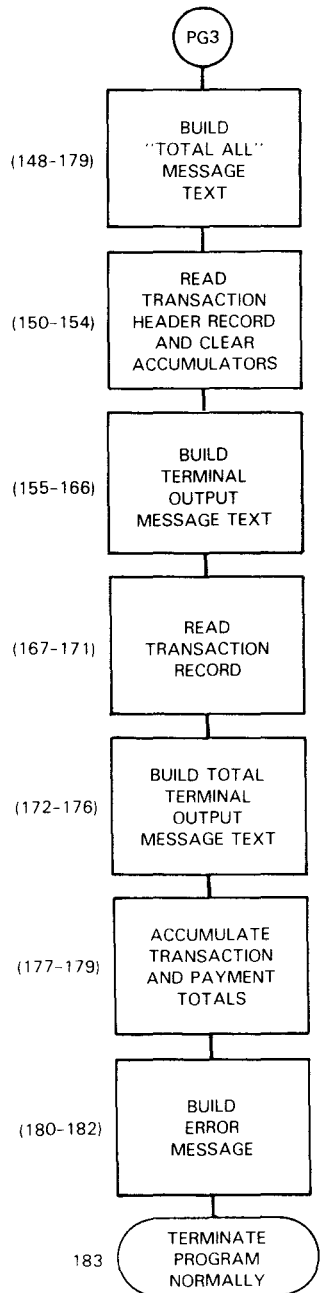 PG3
(148-179)
BUILD
"TOTAL ALL"
MESSAGE
TEXT
(150-154)
READ
TRANSACTION
HEADER RECORD
AND CLEAR
ACCUMULATORS
(155-166)
BUILD
TERMINAL
OUTPUT
MESSAGE TEXT
(167-171)
READ
TRANSACTION
RECORD
(172-176)
BUILD TOTAL
TERMINAL
OUTPUT
MESSAGE TEXT
(177-179)
ACCUMULATE
TRANSACTION
AND PAYMENT
TOTALS
(180-182)
BUILD
ERROR
MESSAGE
183
TERMINATE
PROGRAM
NORMALLY